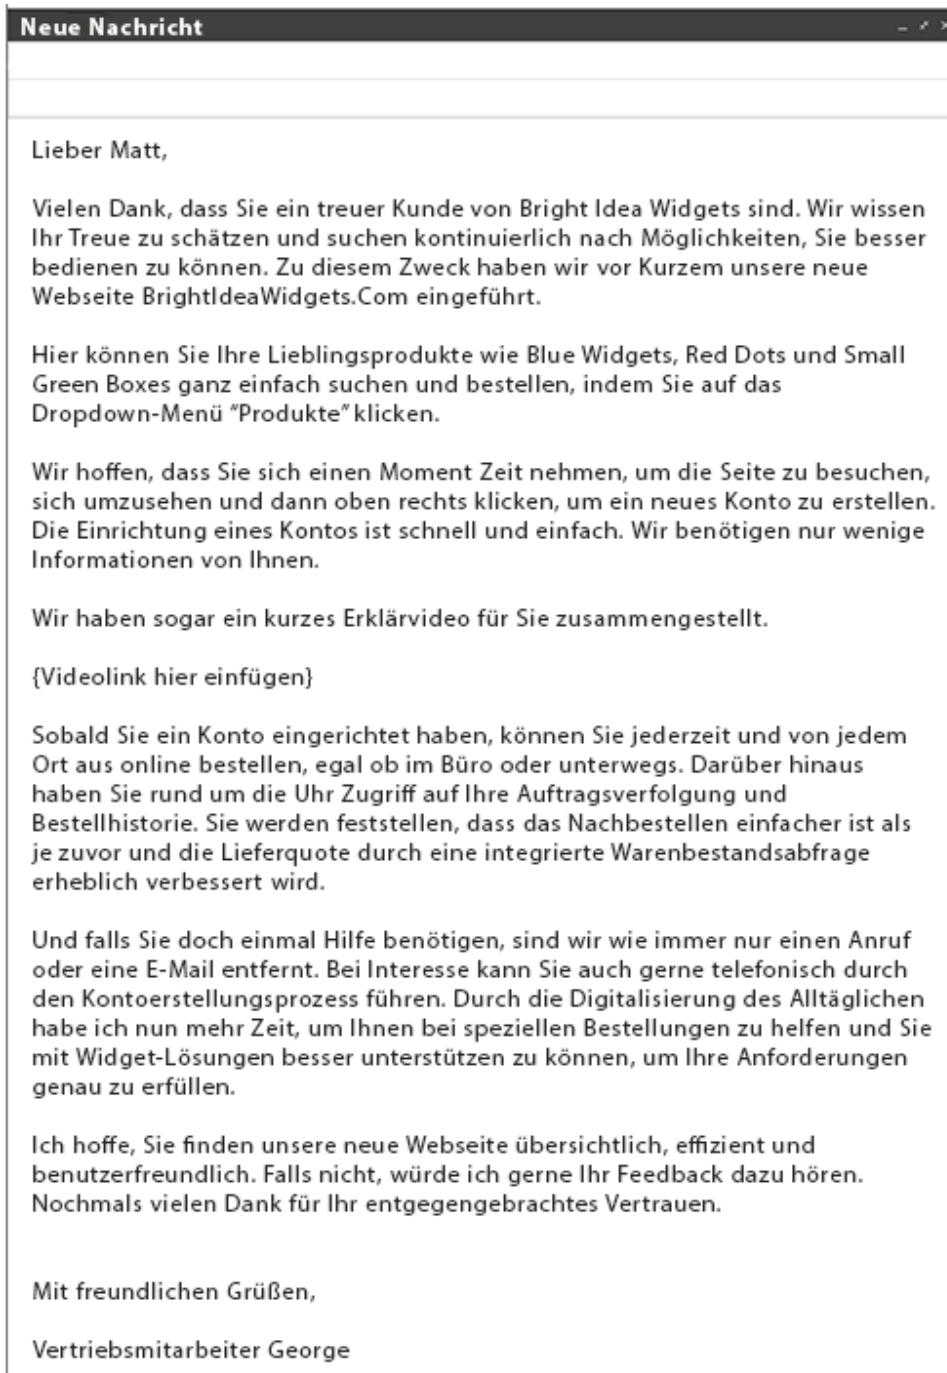 Neue Nachricht
Lieber Matt,
Vielen Dank, dass Sie ein treuer Kunde von Bright Idea Widgets sind. Wir wissen
Ihr Treue zu schätzen und suchen kontinuierlich nach Möglichkeiten, Sie besser
bedienen zu können. Zu diesem Zweck haben wir vor Kurzem unsere neue
Webseite BrightIdeaWidgets.Com eingeführt.
Hier können Sie Ihre Lieblingsprodukte wie Blue Widgets, Red Dots und Small
Green Boxes ganz einfach suchen und bestellen, indem Sie auf das
Dropdown-Menü “Produkte” klicken.
Wir hoffen, dass Sie sich einen Moment Zeit nehmen, um die Seite zu besuchen,
sich umzusehen und dann oben rechts klicken, um ein neues Konto zu erstellen.
Die Einrichtung eines Kontos ist schnell und einfach. Wir benötigen nur wenige
Informationen von Ihnen.
Wir haben sogar ein kurzes Erklärvideo für Sie zusammengestellt.
{Videolink hier einfügen}
Sobald Sie ein Konto eingerichtet haben, können Sie jederzeit und von jedem
Ort aus online bestellen, egal ob im Büro oder unterwegs. Darüber hinaus
haben Sie rund um die Uhr Zugriff auf Ihre Auftragsverfolgung und
Bestellhistorie. Sie werden feststellen, dass das Nachbestellen einfacher ist als
je zuvor und die Lieferquote durch eine integrierte Warenbestandsabfrage
erheblich verbessert wird.
Und falls Sie doch einmal Hilfe benötigen, sind wir wie immer nur einen Anruf
oder eine E-Mail entfernt. Bei Interesse kann Sie auch gerne telefonisch durch
den Kontoerstellungsprozess führen. Durch die Digitalisierung des Alltäglichen
habe ich nun mehr Zeit, um Ihnen bei speziellen Bestellungen zu helfen und Sie
mit Widget-Lösungen besser unterstützen zu können, um Ihre Anforderungen
genau zu erfüllen.
Ich hoffe, Sie finden unsere neue Webseite übersichtlich, effizient und
benutzerfreundlich. Falls nicht, würde ich gerne Ihr Feedback dazu hören.
Nochmals vielen Dank für Ihr entgegengebrachtes Vertrauen.
Mit freundlichen Grüßen,
Vertriebsmitarbeiter George